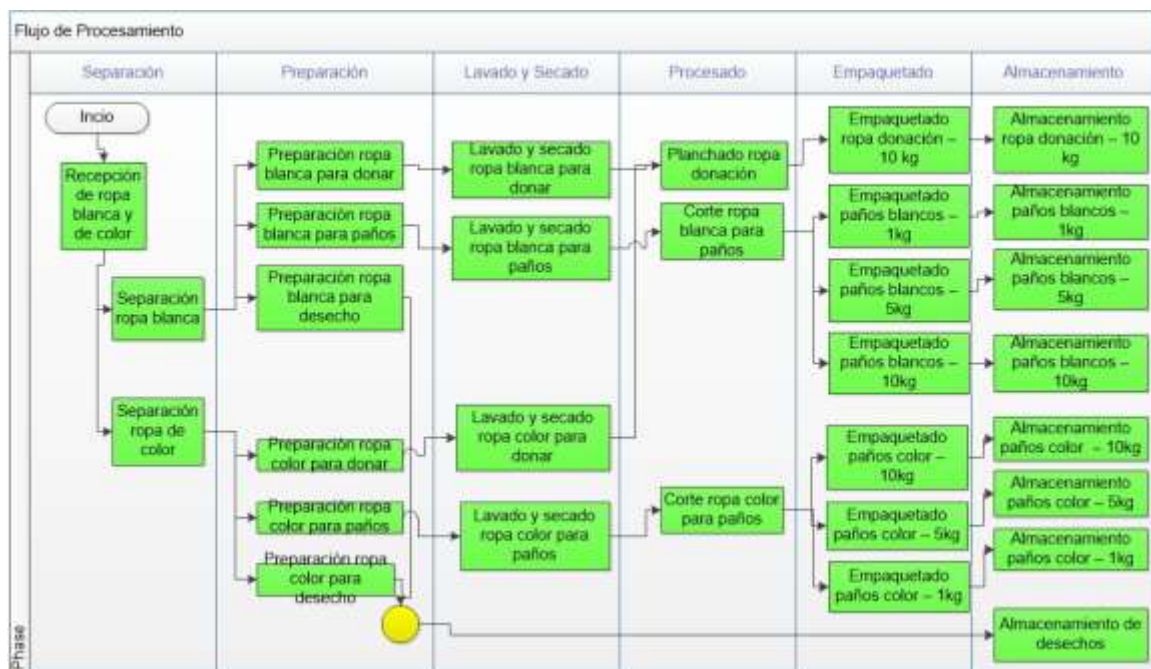 Flujo de Procesamiento
Separación
Preparación
Lavado y Secado
Procesado
Empaquetado
Almacenamiento
Incio
Recepción
de ropa
blanca y
de color
Separación
ropa blanca
Separación
ropa de
color
Preparación ropa
blanca para donar
Preparación ropa
blanca para paños
Preparación ropa
blanca para
desecho
Preparación ropa
color para donar
Preparación ropa
color para paños
Preparación ropa
color para
desecho
Lavado y secado
ropa blanca para
donar
Lavado y secado
ropa blanca para
paños
Lavado y secado
ropa color para
donar
Lavado y secado
ropa color para
paños
Planchado ropa
donación
Corte ropa
blanca para
paños
Corte ropa color
para paños
Empaquetado
ropa donación –
10 kg
Empaquetado
paños blancos –
1kg
Empaquetado
paños blancos –
5kg
Empaquetado
paños blancos –
10kg
Empaquetado
paños color –
10kg
Empaquetado
paños color – 5kg
Empaquetado
paños color – 1kg
Almacenamiento
ropa donación – 10
kg
Almacenamiento
paños blancos –
1kg
Almacenamiento
paños blancos –
5kg
Almacenamiento
paños blancos –
10kg
Almacenamiento
paños color – 10kg
Almacenamiento
paños color – 5kg
Almacenamiento
paños color – 1kg
Almacenamiento de
desechos
Phase